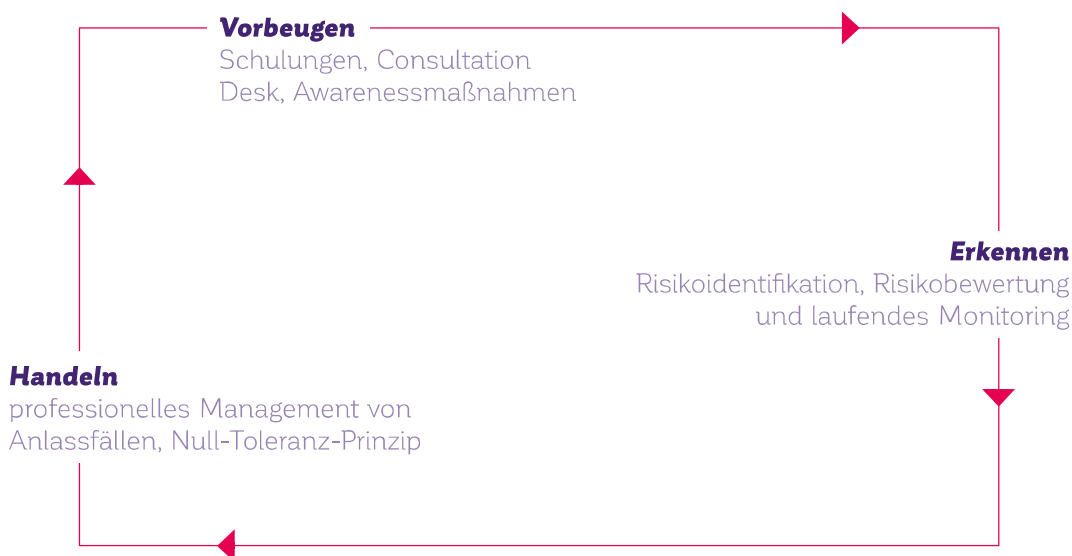 Vorbeugen
Schulungen, Consultation
Desk, Awarenessmaßnahmen
Erkennen
Risikoidentifikation, Risikobewertung
und laufendes Monitoring
Handeln
professionelles Management von
Anlassfällen, Null-Toleranz-Prinzip